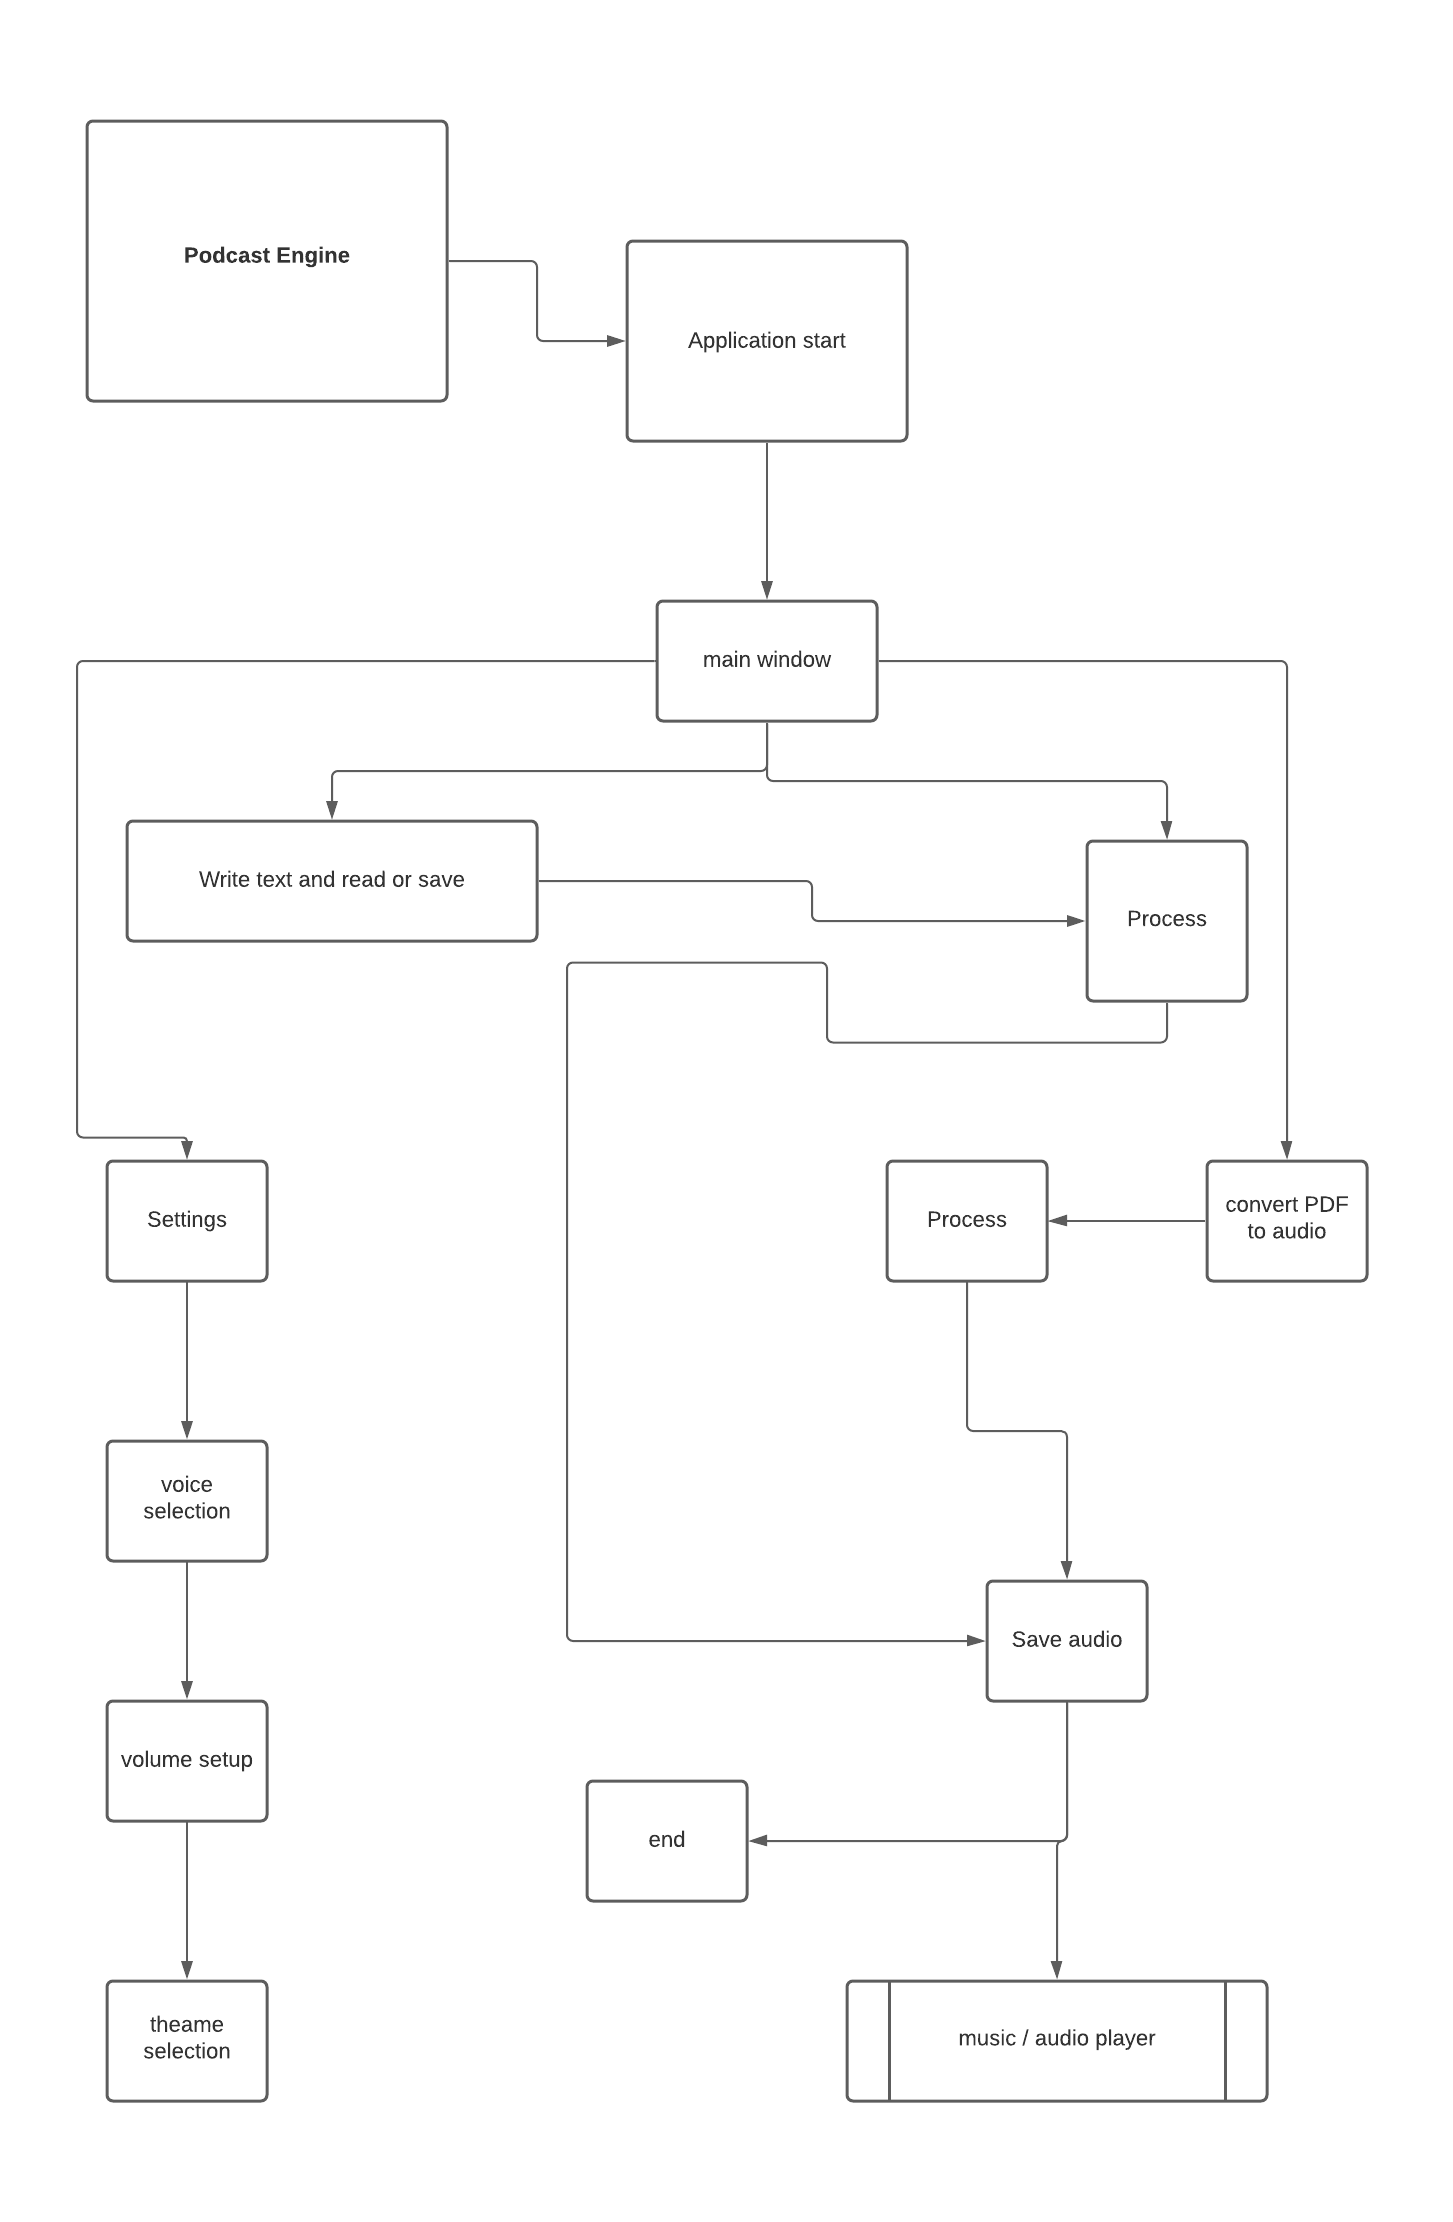 Podcast Engine
Application start
main window
Write text and read or save
Process
Settings
Process
convert PDF
to audio
voice
selection
Save audio
volume setup
end
theame
selection
music / audio player